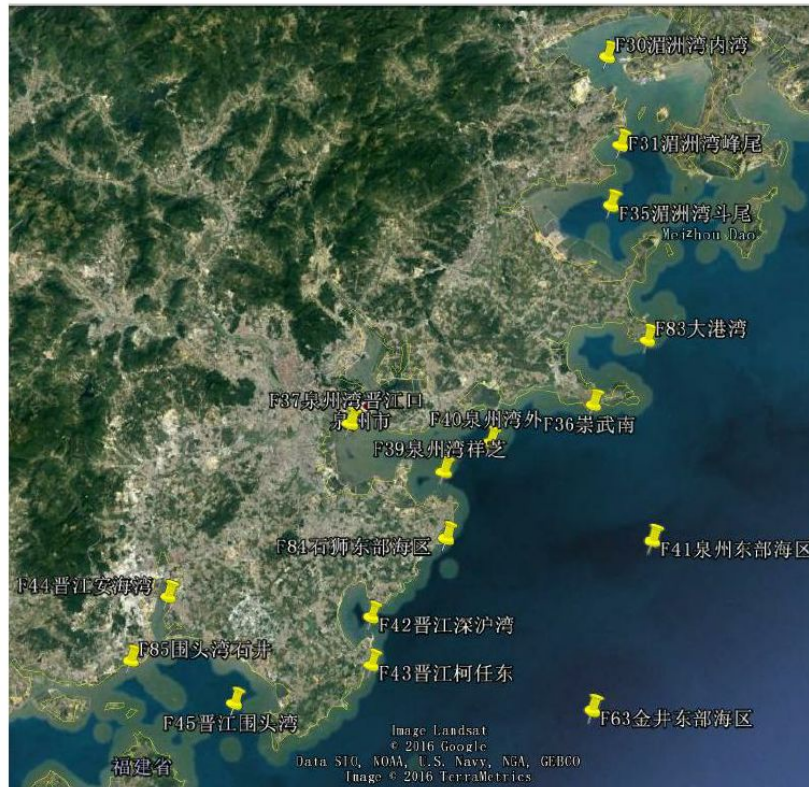 F30湄洲湾内湾
F31湄洲湾峰尾
F35湄洲湾斗尾
Meizhou Dao
F83大港湾
F37泉州湾晋江口
泉州市
F40泉州湾外
F36崇武南
F39泉州湾祥芝
F84石狮东部海区
F41泉州东部海区
F44晋江安海湾
F42晋江深沪湾
F85围头湾石井
F43晋江柯任东
F45晋江围头湾
F63金井东部海区
Image Landsat
© 2016 Google
Data SIO, NOAA, U.S. Navy, NGA, GEBCO
Image © 2016 TerraMetrics
福建省